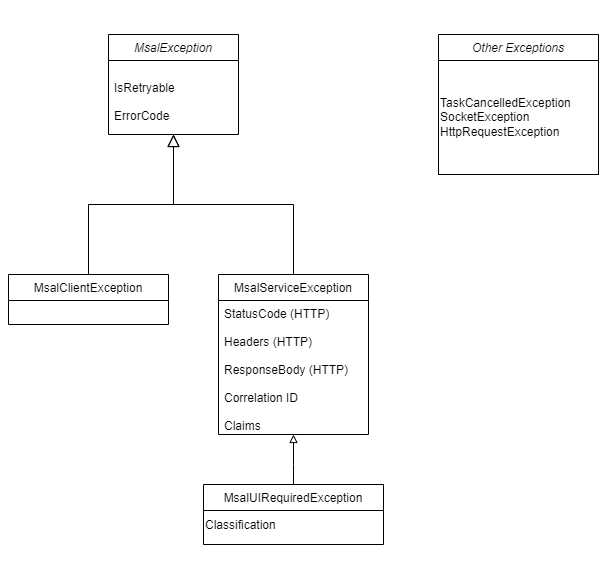 MsalException
IsRetryable
ErrorCode
Other Exceptions
TaskCancelledException
SocketException
HttpRequestException
MsalClientException
MsalServiceException
StatusCode (HTTP)
Headers (HTTP)
ResponseBody (HTTP)
Correlation ID
Claims
MsalUIRequiredException
Classification